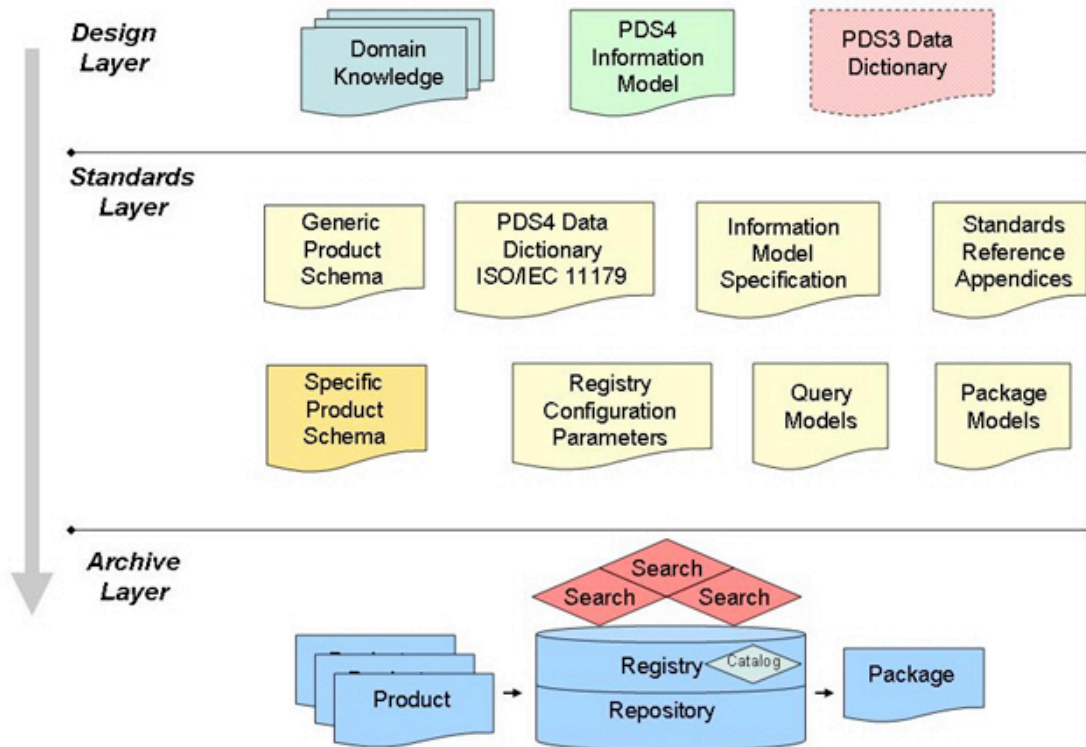 Design
Layer
Domain
Knowledge
PDS4
Information
Model
PDS3 Data
Dictionary
Standards
Layer
Generic
Product
Schema
PDS4 Data
Dictionary
ISO/IEC 11179
Information
Model
Specification
Standards
Reference
Appendices
Specific
Product
Schema
Registry
Configuration
Parameters
Query
Models
Package
Models
Archive
Layer
Search
Search
Search
Product
Registry
Catalog
Repository
Package